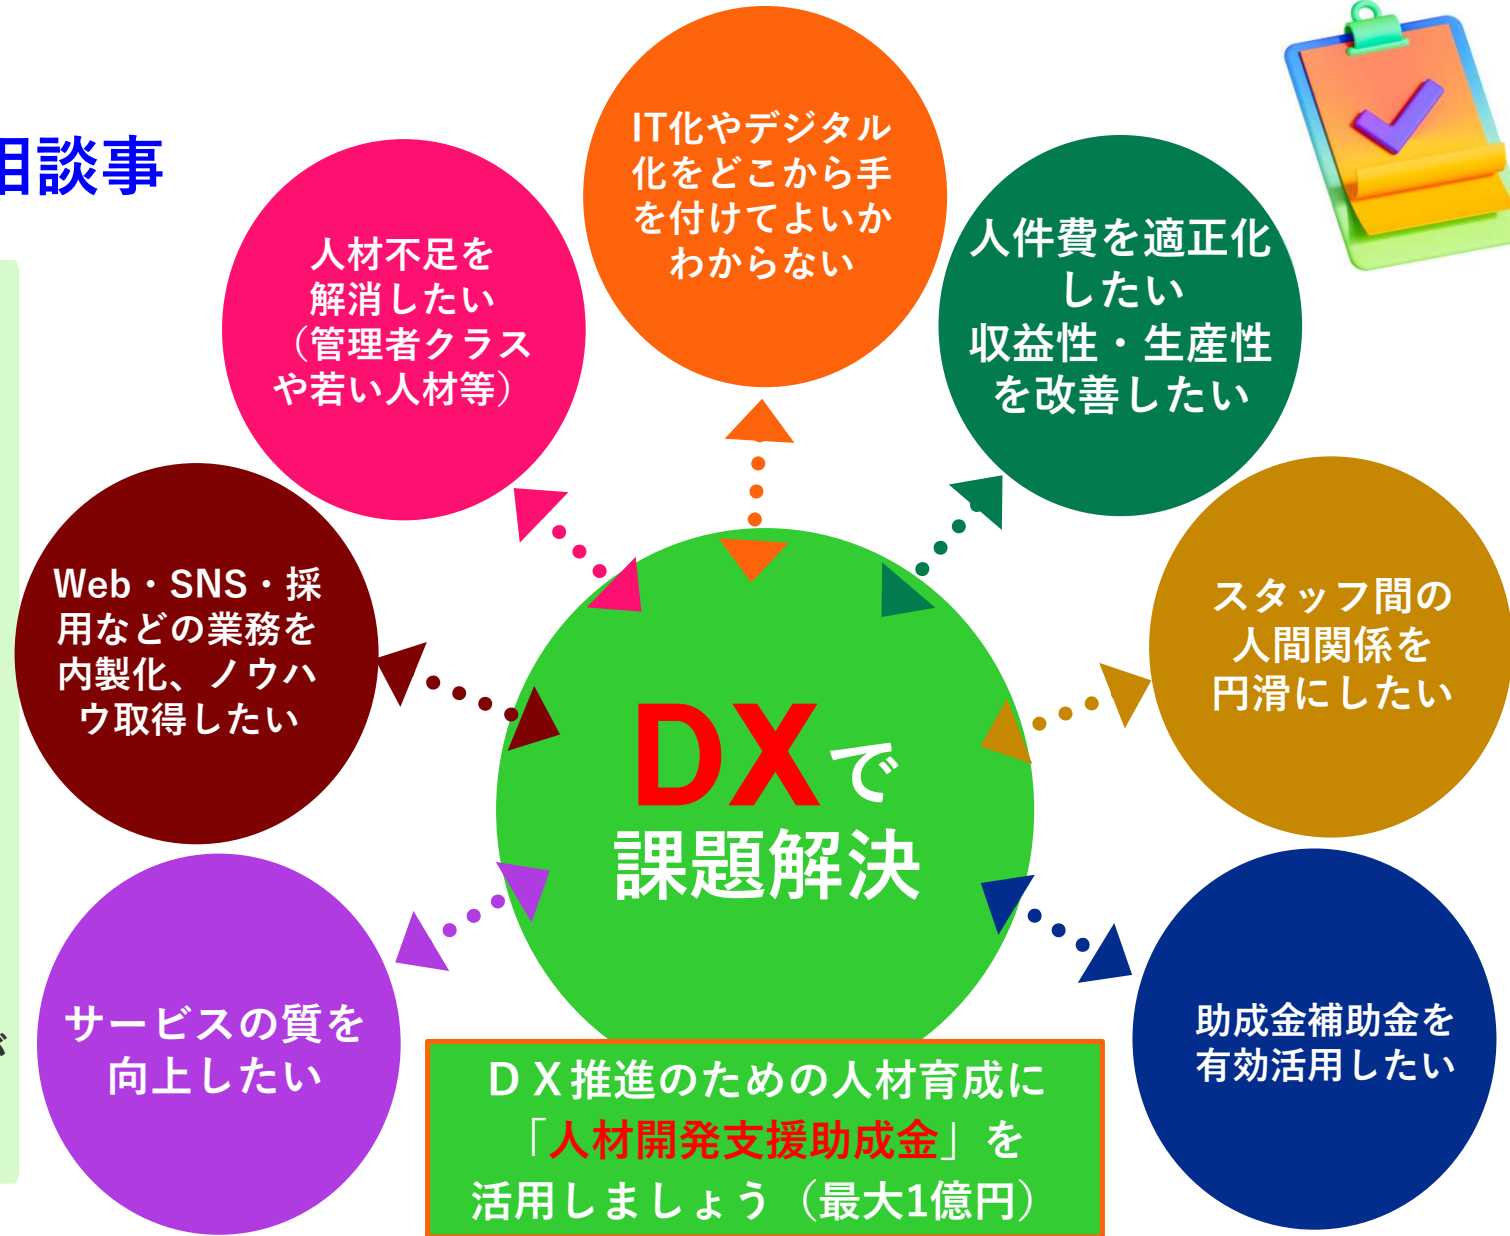 相談事
IT化やデジタル
化をどこから手
を付けてよいか
わからない
人材不足を
解消したい
（管理者クラス
や若い人材等）
人件費を適正化
したい
収益性・生産性
を改善したい
Web・SNS・採
用などの業務を
内製化、ノウハ
ウ取得したい
スタッフ間の
人間関係を
円滑にしたい
DXで
課題解決
サービスの質を
向上したい
助成金補助金を
有効活用したい
が
ＤＸ推進のための人材育成に
「人材開発支援助成金」を
活用しましょう（最大1億円）